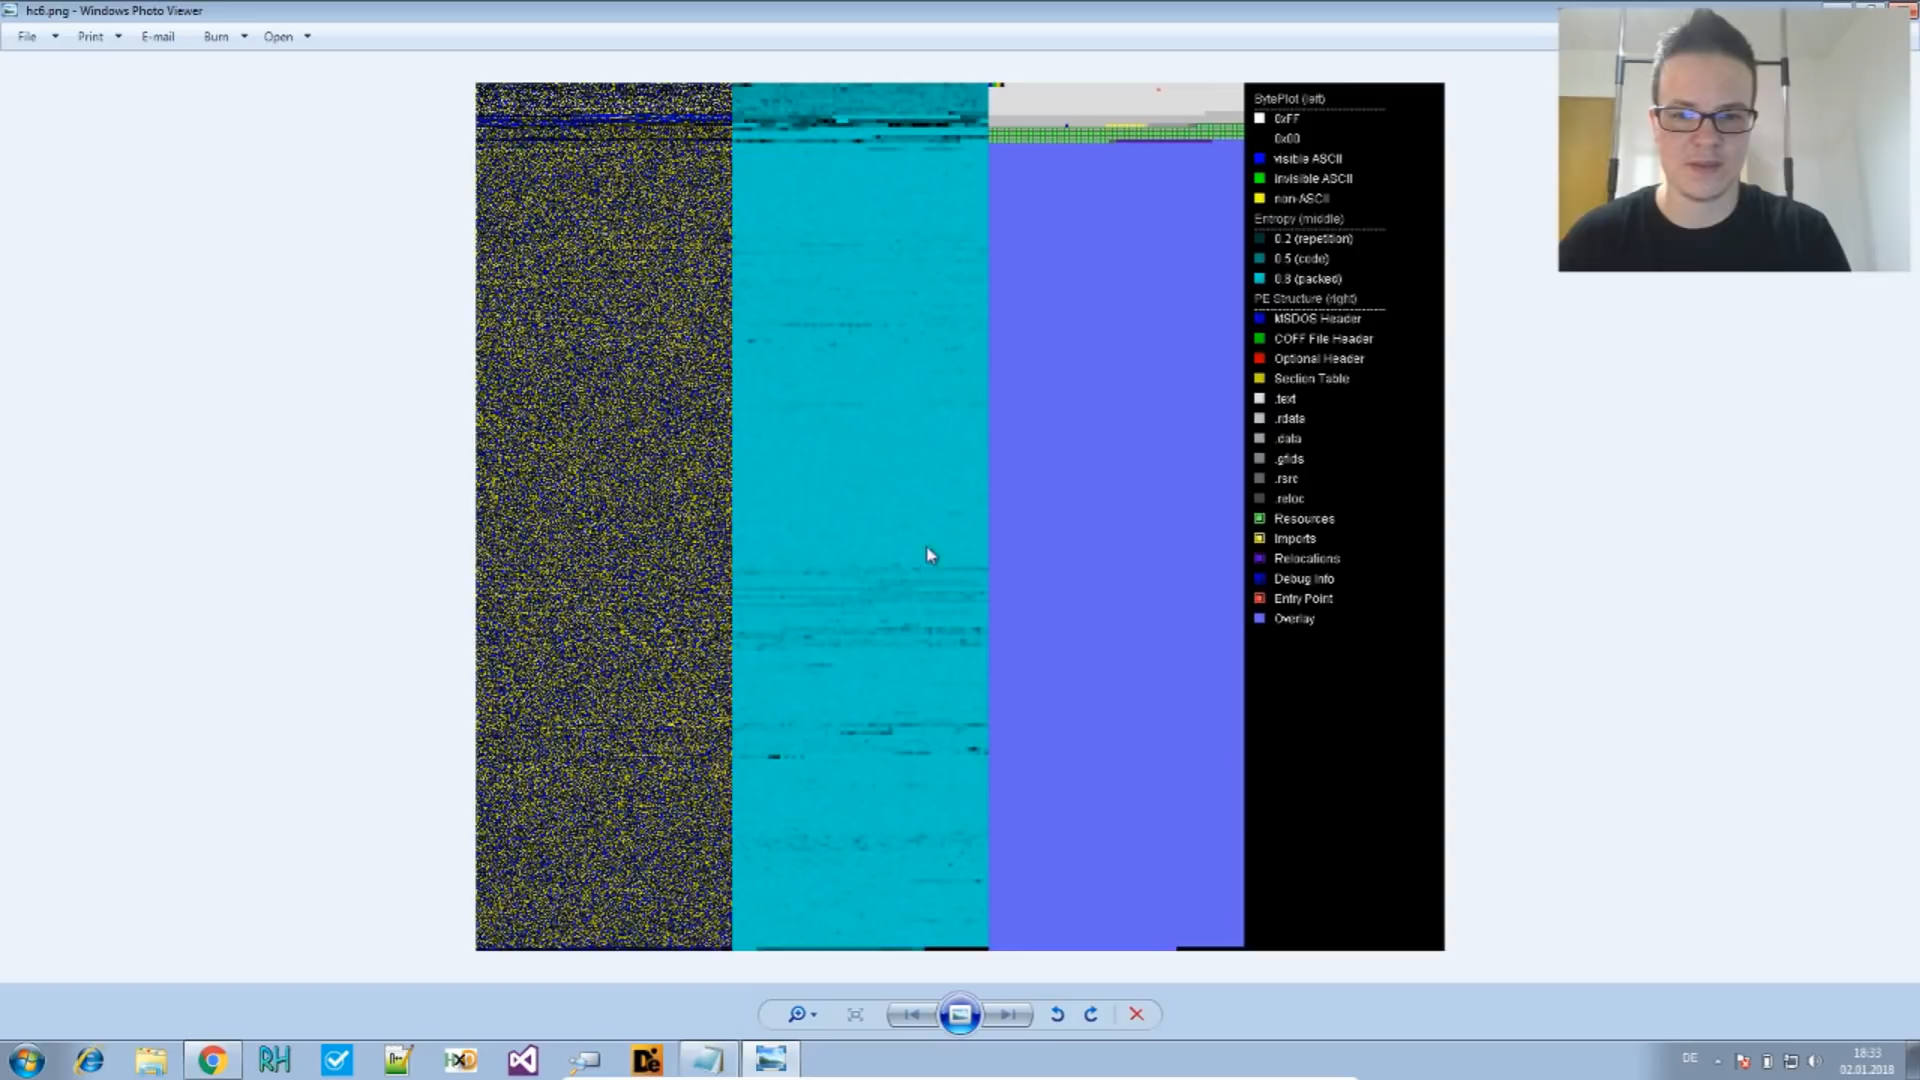 hc6.png - Windows Photo Viewer
File Print E-mail Burn Open
BytePlot (left)
0xFF
0x00
visible ASCII
invisible ASCII
non-ASCII
Entropy (middle)
0.2 (repetition)
0.5 (code)
0.8 (packed)
PE Structure (right)
MSDOS Header
COFF File Header
Optional Header
Section Table
.text
.rdata
.data
.gfids
.rsrc
.reloc
Resources
Imports
Relocations
Debug Info
Entry Point
Overlay
RH
HXD
De
DE
18:33
02.01.2018